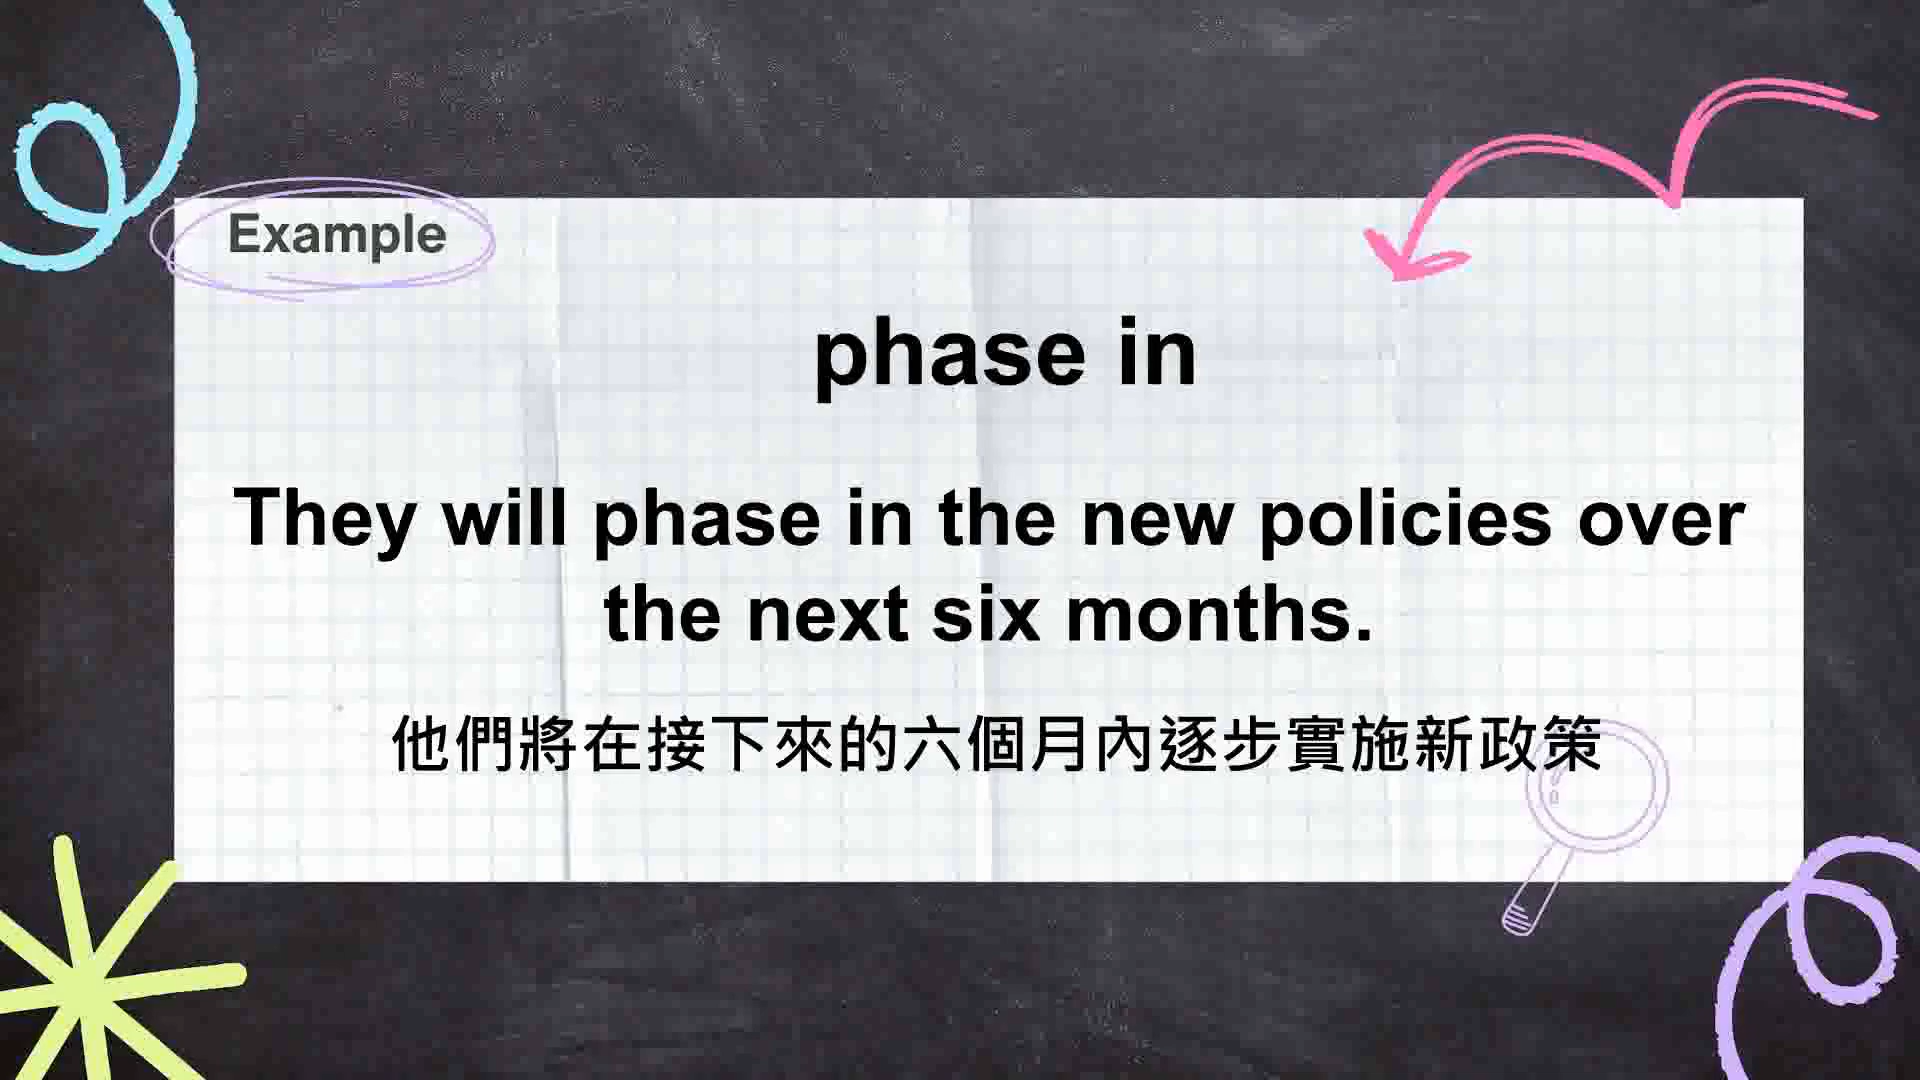 Example
phase in
They will phase in the new policies over
the next six months.
他們將在接下來的六個月內逐步實施新政策